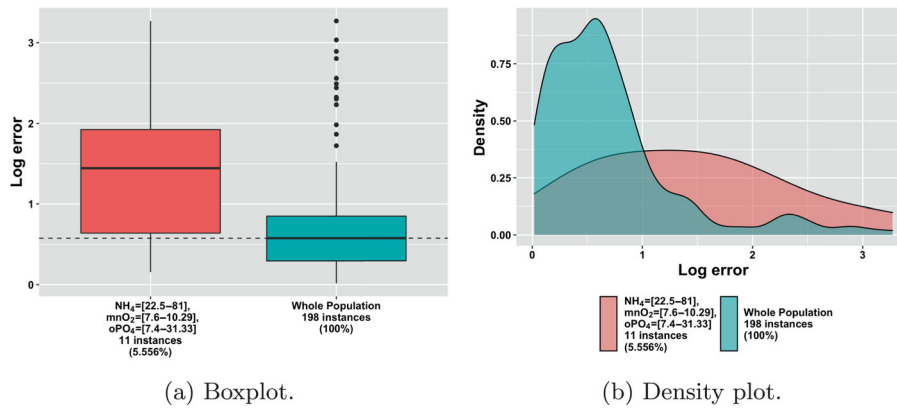 Log error
3
2
1
0
NH4=[22.5–81],
mnO2=[7.6–10.29],
oPO4=[7.4–31.33]
11 instances
(5.556%)
Whole Population
198 instances
(100%)
(a) Boxplot.
Density
0.75
0.50
0.25
0.00
0
1
2
3
Log error
NH4=[22.5–81],
mnO2=[7.6–10.29],
oPO4=[7.4–31.33]
11 instances
(5.556%)
Whole Population
198 instances
(100%)
(b) Density plot.